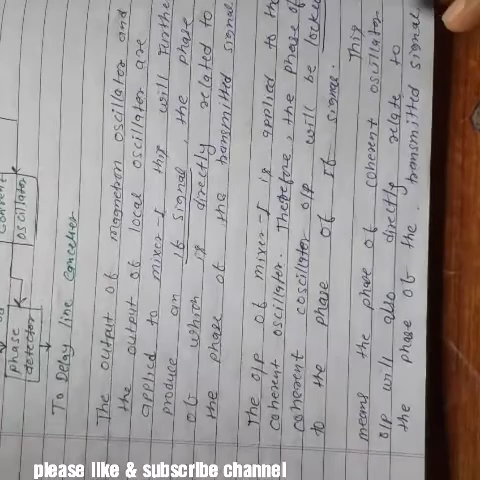 Coherent
oscillator
phase
detector
To Delay line canceller
The output of magnetron oscillator and
the output of local oscillator are
applied to mixer-I this will further
produce an if signal, the phase
of which is directly related to
the phase of the transmitted signal
The o/p of mixer-I is applied to the
coherent oscillator. Therefore, the phase of
coherent coscillator o/p will be locked
to the phase of if signal.
This
means the phase of coherent oscillator
o/p will also directly relate to
the phase of the transmitted signal.
please like & subscribe channel